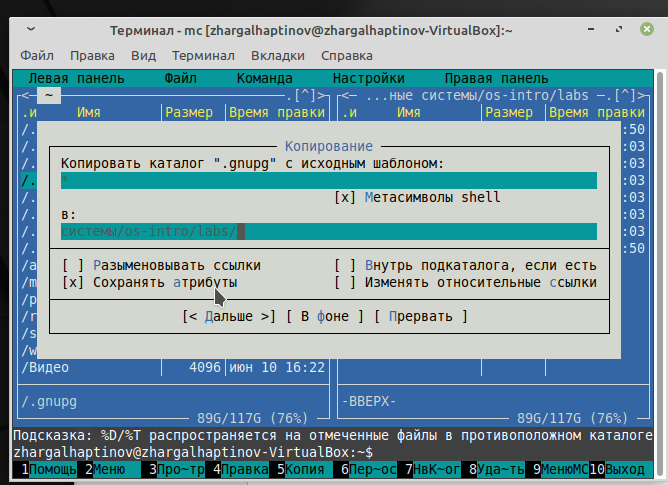 Терминал - mc [zhargalhaptinov@zhargalhaptinov-VirtualBox]:~
Файл Правка Вид Терминал Вкладки Справка
Левая панель Файл Команда Настройки Правая панель
<─ ~ ─.[^]> <─ ...ные системы/os-intro/labs ─.[^]>
.и Имя Размер Время правки .и Имя Размер Время правки
/. :50
Копирование
/. :03
Копировать каталог ".gnupg" с исходным шаблоном:
/. :03
* :03
/. [x] Метасимволы shell :03
/. в: :03
/. системы/os-intro/labs/ :03
/. :50
/a [ ] Разыменовывать ссылки [ ] Внутрь подкаталога, если есть
/m [x] Сохранять атрибуты [ ] Изменять относительные ссылки
/p
/r [< Дальше >] [ В фоне ] [ Прервать ]
/s
/w
/Видео 4096 июн 10 16:22
/.gnupg -ВВЕРХ-
89G/117G (76%) 89G/117G (76%)
Подсказка: %D/%T распространяется на отмеченные файлы в противоположном каталоге
zhargalhaptinov@zhargalhaptinov-VirtualBox:~$
1Помощь 2Меню 3Про~тр 4Правка 5Копия 6Пер~ос 7НвК~ог 8Уда~ть 9МенюMC 10Выход